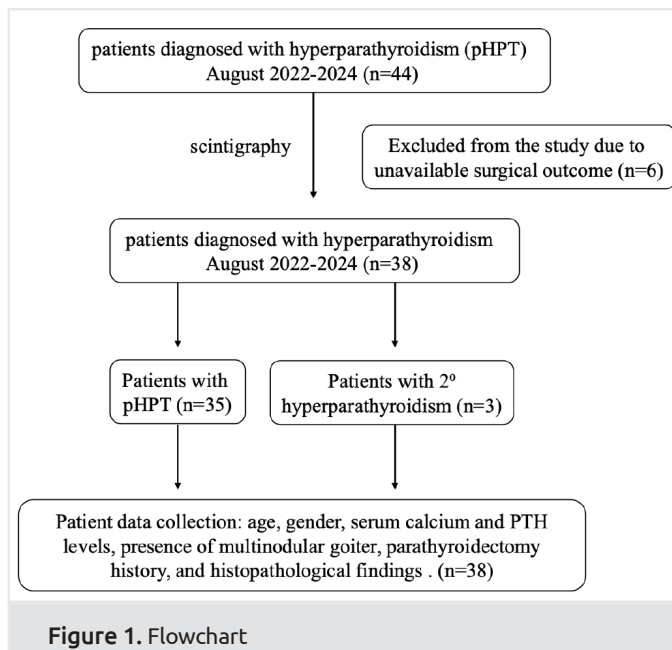 patients diagnosed with hyperparathyroidism (pHPT)
August 2022-2024 (n=44)
scintigraphy
Excluded from the study due to
unavailable surgical outcome (n=6)
patients diagnosed with hyperparathyroidism
August 2022-2024 (n=38)
Patients with
pHPT (n=35)
Patients with 2º
hyperparathyroidism (n=3)
Patient data collection: age, gender, serum calcium and PTH
levels, presence of multinodular goiter, parathyroidectomy
history, and histopathological findings . (n=38)
Figure 1. Flowchart